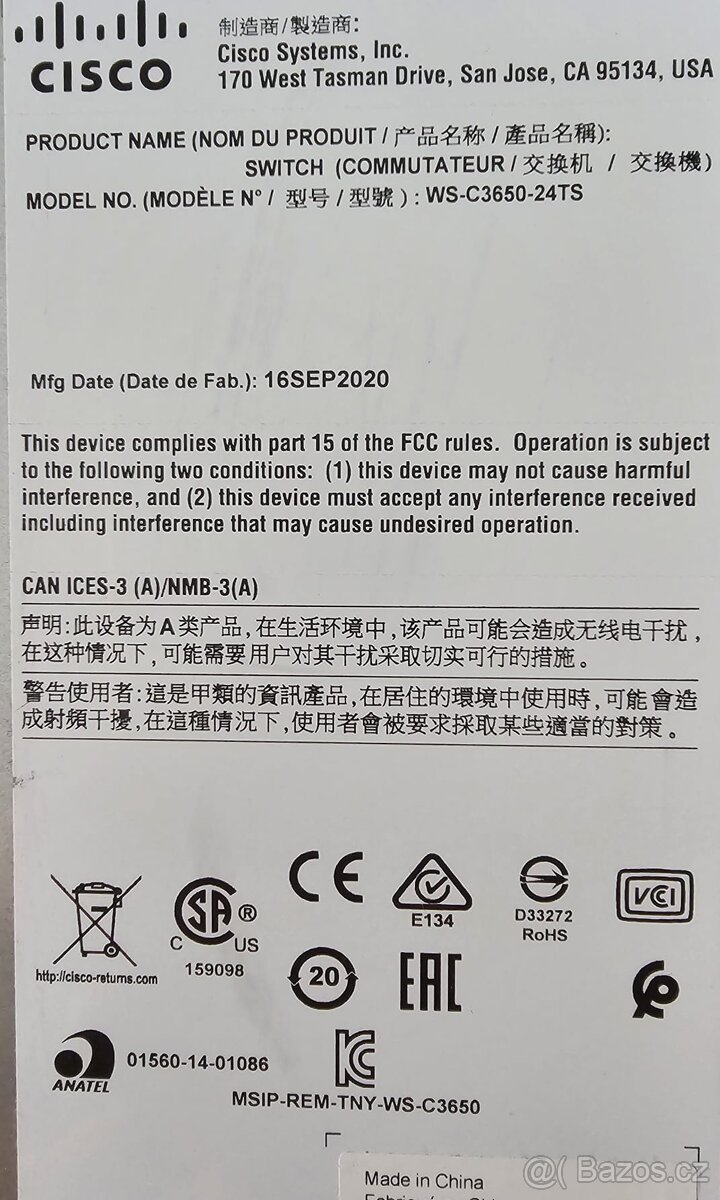 制造商/製造商:
CISCO
Cisco Systems, Inc.
170 West Tasman Drive, San Jose, CA 95134, USA
PRODUCT NAME (NOM DU PRODUIT / 产品名称 / 產品名稱):
SWITCH (COMMUTATEUR / 交换机 / 交換機)
MODEL NO. (MODÈLE N° / 型号 / 型號 ) : WS-C3650-24TS
Mfg Date (Date de Fab.): 16SEP2020
This device complies with part 15 of the FCC rules. Operation is subject
to the following two conditions: (1) this device may not cause harmful
interference, and (2) this device must accept any interference received
including interference that may cause undesired operation.
CAN ICES-3 (A)/NMB-3(A)
声明:此设备为A类产品,在生活环境中,该产品可能会造成无线电干扰,
在这种情况下,可能需要用户对其干扰采取切实可行的措施。
警告使用者:這是甲類的資訊產品,在居住的環境中使用時,可能會造
成射頻干擾,在這種情況下,使用者會被要求採取某些適當的對策。
http://cisco-returns.com
C SA ® US
159098
CE
E134
D33272
RoHS
VCCI
20
EAC
ANATEL
01560-14-01086
KC
MSIP-REM-TNY-WS-C3650
Made in China
@( Bazos.cz